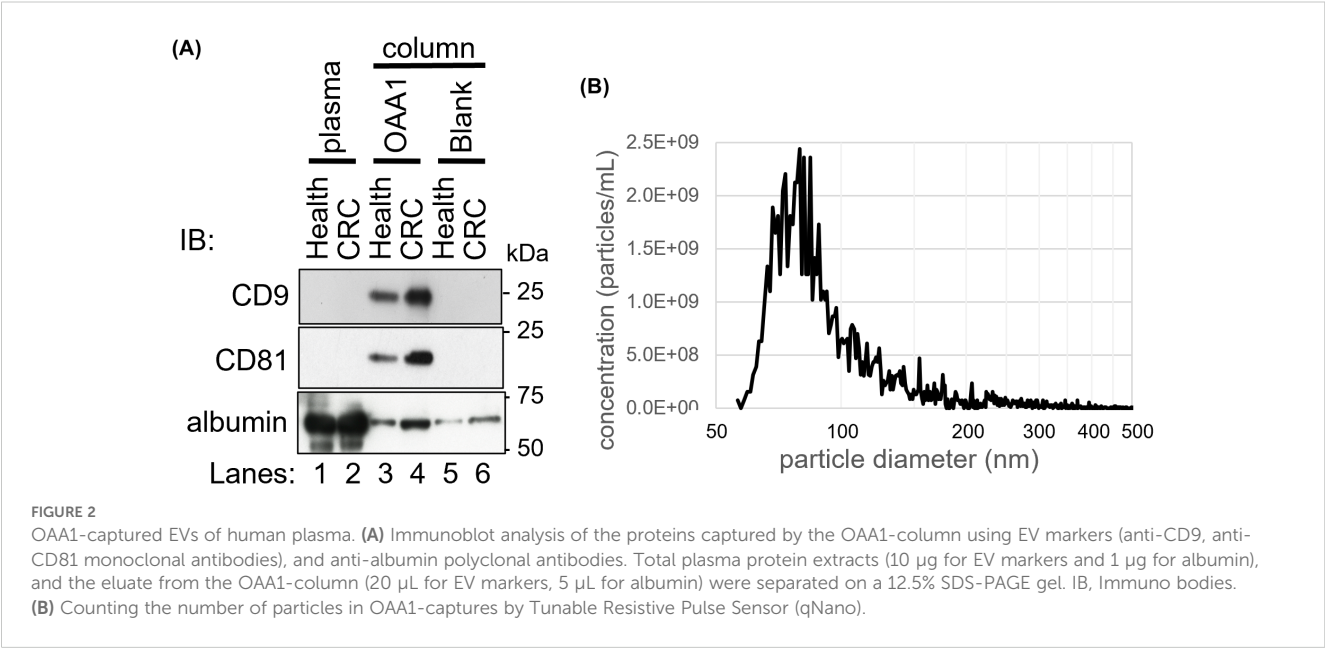 (A)
column
plasma
OAA1
Blank
Health
CRC
Health
CRC
Health
CRC
IB:
kDa
CD9
25
25
CD81
75
albumin
50
Lanes: 1 2 3 4 5 6
(B)
concentration (particles/mL)
2.5E+09
2.0E+09
1.5E+09
1.0E+09
5.0E+08
0.0E+00
50 100 200 300 400 500
particle diameter (nm)
FIGURE 2
OAA1-captured EVs of human plasma. (A) Immunoblot analysis of the proteins captured by the OAA1-column using EV markers (anti-CD9, anti-
CD81 monoclonal antibodies), and anti-albumin polyclonal antibodies. Total plasma protein extracts (10 µg for EV markers and 1 µg for albumin),
and the eluate from the OAA1-column (20 µL for EV markers, 5 µL for albumin) were separated on a 12.5% SDS-PAGE gel. IB, Immuno bodies.
(B) Counting the number of particles in OAA1-captures by Tunable Resistive Pulse Sensor (qNano).